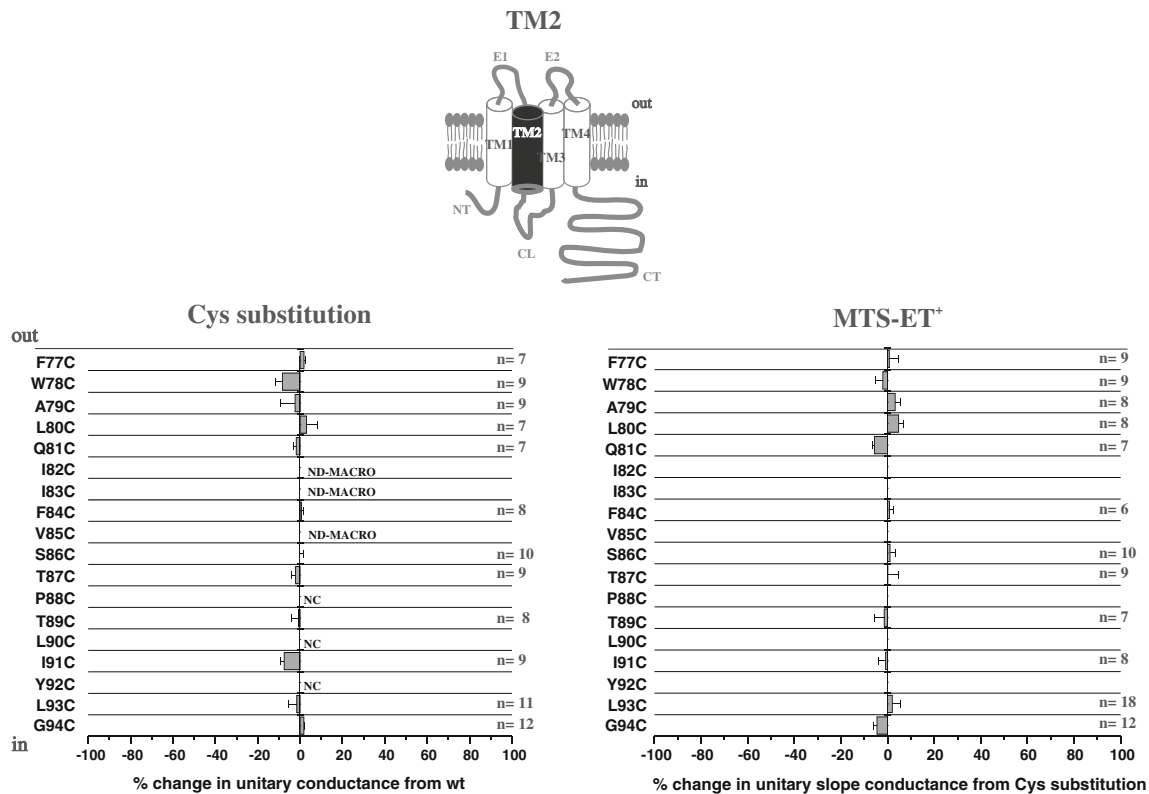 TM2
E1
E2
out
TM1
TM2
TM3
TM4
in
NT
CL
CT
Cys substitution
out
F77C n= 7
W78C n= 9
A79C n= 9
L80C n= 7
Q81C n= 7
I82C ND-MACRO
I83C ND-MACRO
F84C n= 8
V85C ND-MACRO
S86C n= 10
T87C n= 9
P88C NC
T89C n= 8
L90C NC
I91C n= 9
Y92C NC
L93C n= 11
G94C n= 12
in
-100 -80 -60 -40 -20 0 20 40 60 80 100
% change in unitary conductance from wt
MTS-ET+
F77C n= 9
W78C n= 9
A79C n= 8
L80C n= 8
Q81C n= 7
I82C
I83C
F84C n= 6
V85C
S86C n= 10
T87C n= 9
P88C
T89C n= 7
L90C
I91C n= 8
Y92C
L93C n= 18
G94C n= 12
-100 -80 -60 -40 -20 0 20 40 60 80 100
% change in unitary slope conductance from Cys substitution